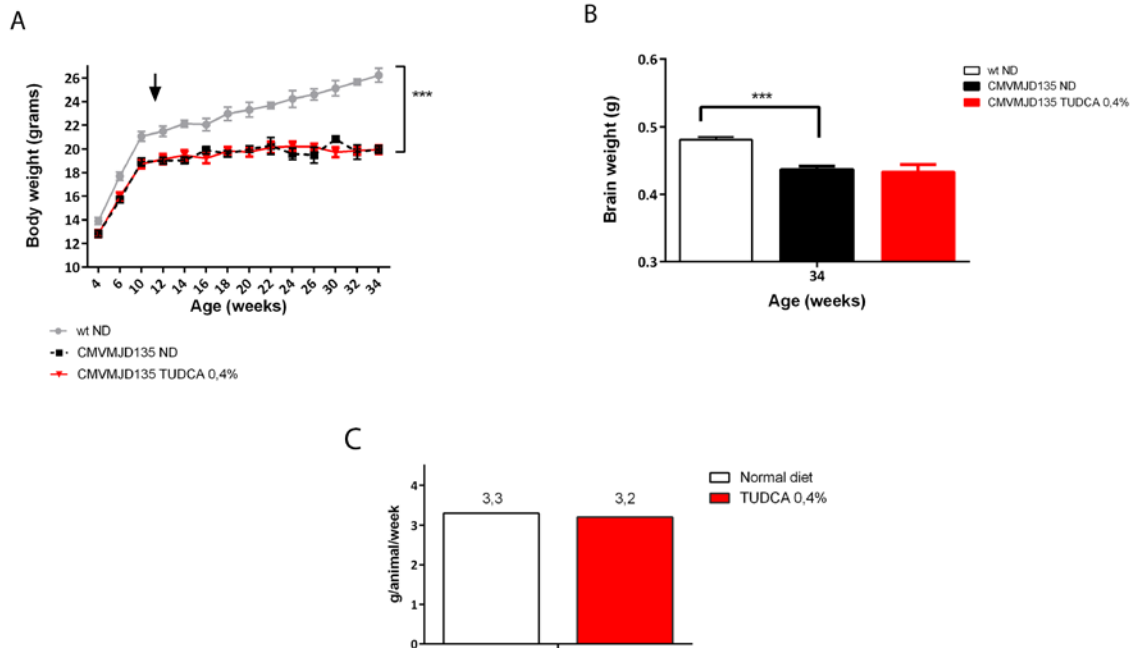 A
Body weight (grams)
26
24
22
20
18
16
14
12
10
***
4 6 10 12 14 16 18 20 22 24 26 30 32 34
Age (weeks)
wt ND
CMVMJD135 ND
CMVMJD135 TUDCA 0,4%
B
Brain weight (g)
0.6
0.5
0.4
0.3
***
34
Age (weeks)
wt ND
CMVMJD135 ND
CMVMJD135 TUDCA 0,4%
C
g/animal/week
4
3
2
1
0
3,3 3,2
Normal diet
TUDCA 0,4%